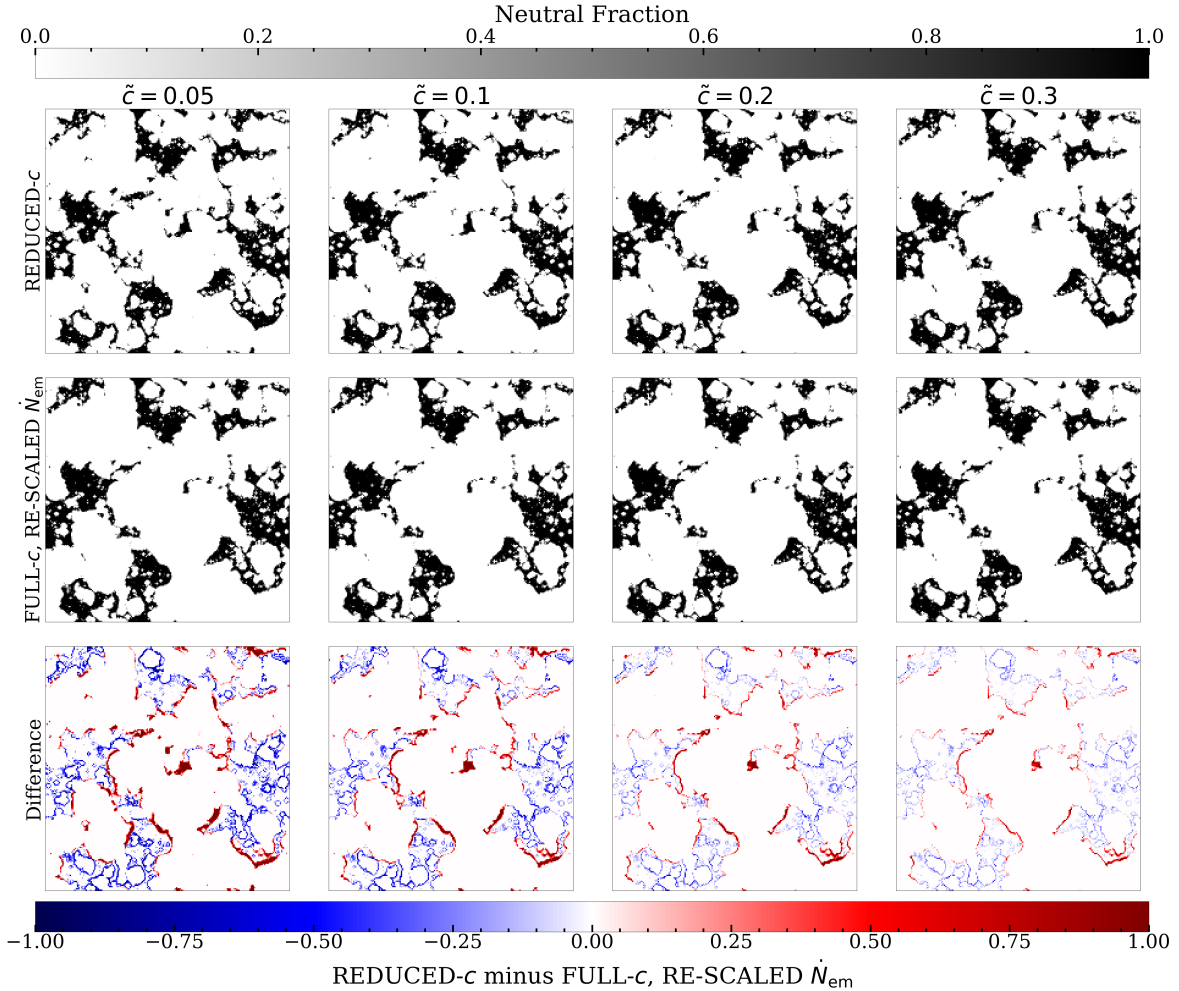 Neutral Fraction
0.0 0.2 0.4 0.6 0.8 1.0
c̃ = 0.05 c̃ = 0.1 c̃ = 0.2 c̃ = 0.3
REDUCED-c
FULL-c, RE-SCALED Ṅem
Difference
−1.00 −0.75 −0.50 −0.25 0.00 0.25 0.50 0.75 1.00
REDUCED-c minus FULL-c, RE-SCALED Ṅem